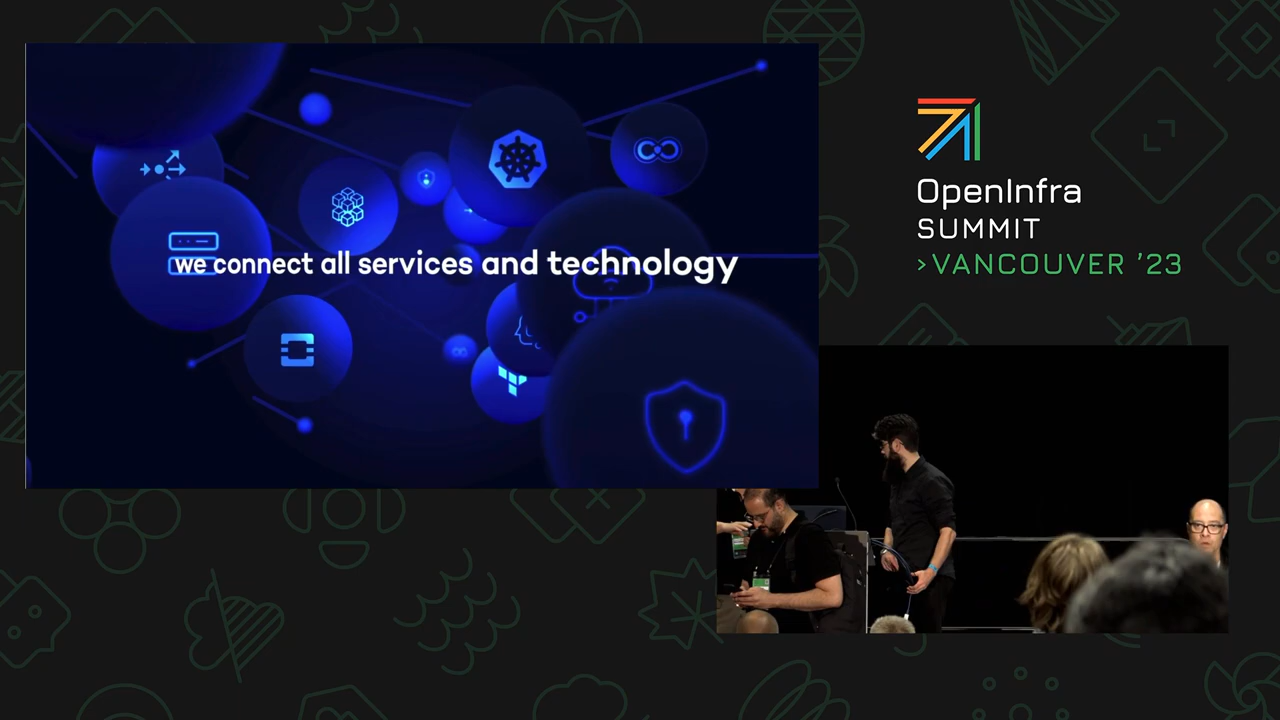 we connect all services and technology
OpenInfra
SUMMIT
>VANCOUVER ’23